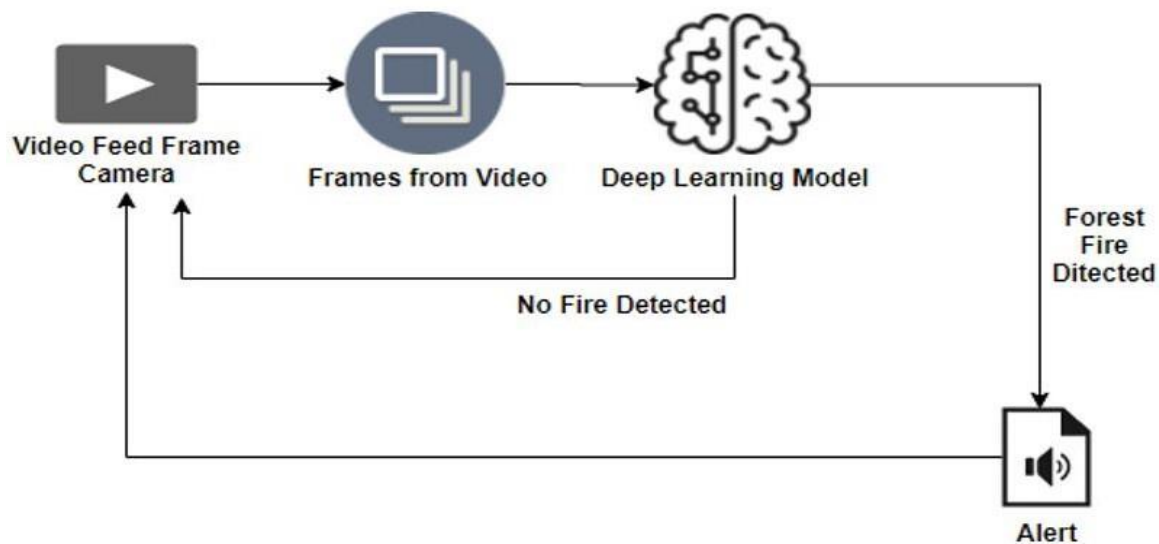 Video Feed Frame
Camera
Frames from Video
Deep Learning Model
Forest
Fire
Ditected
No Fire Detected
Alert